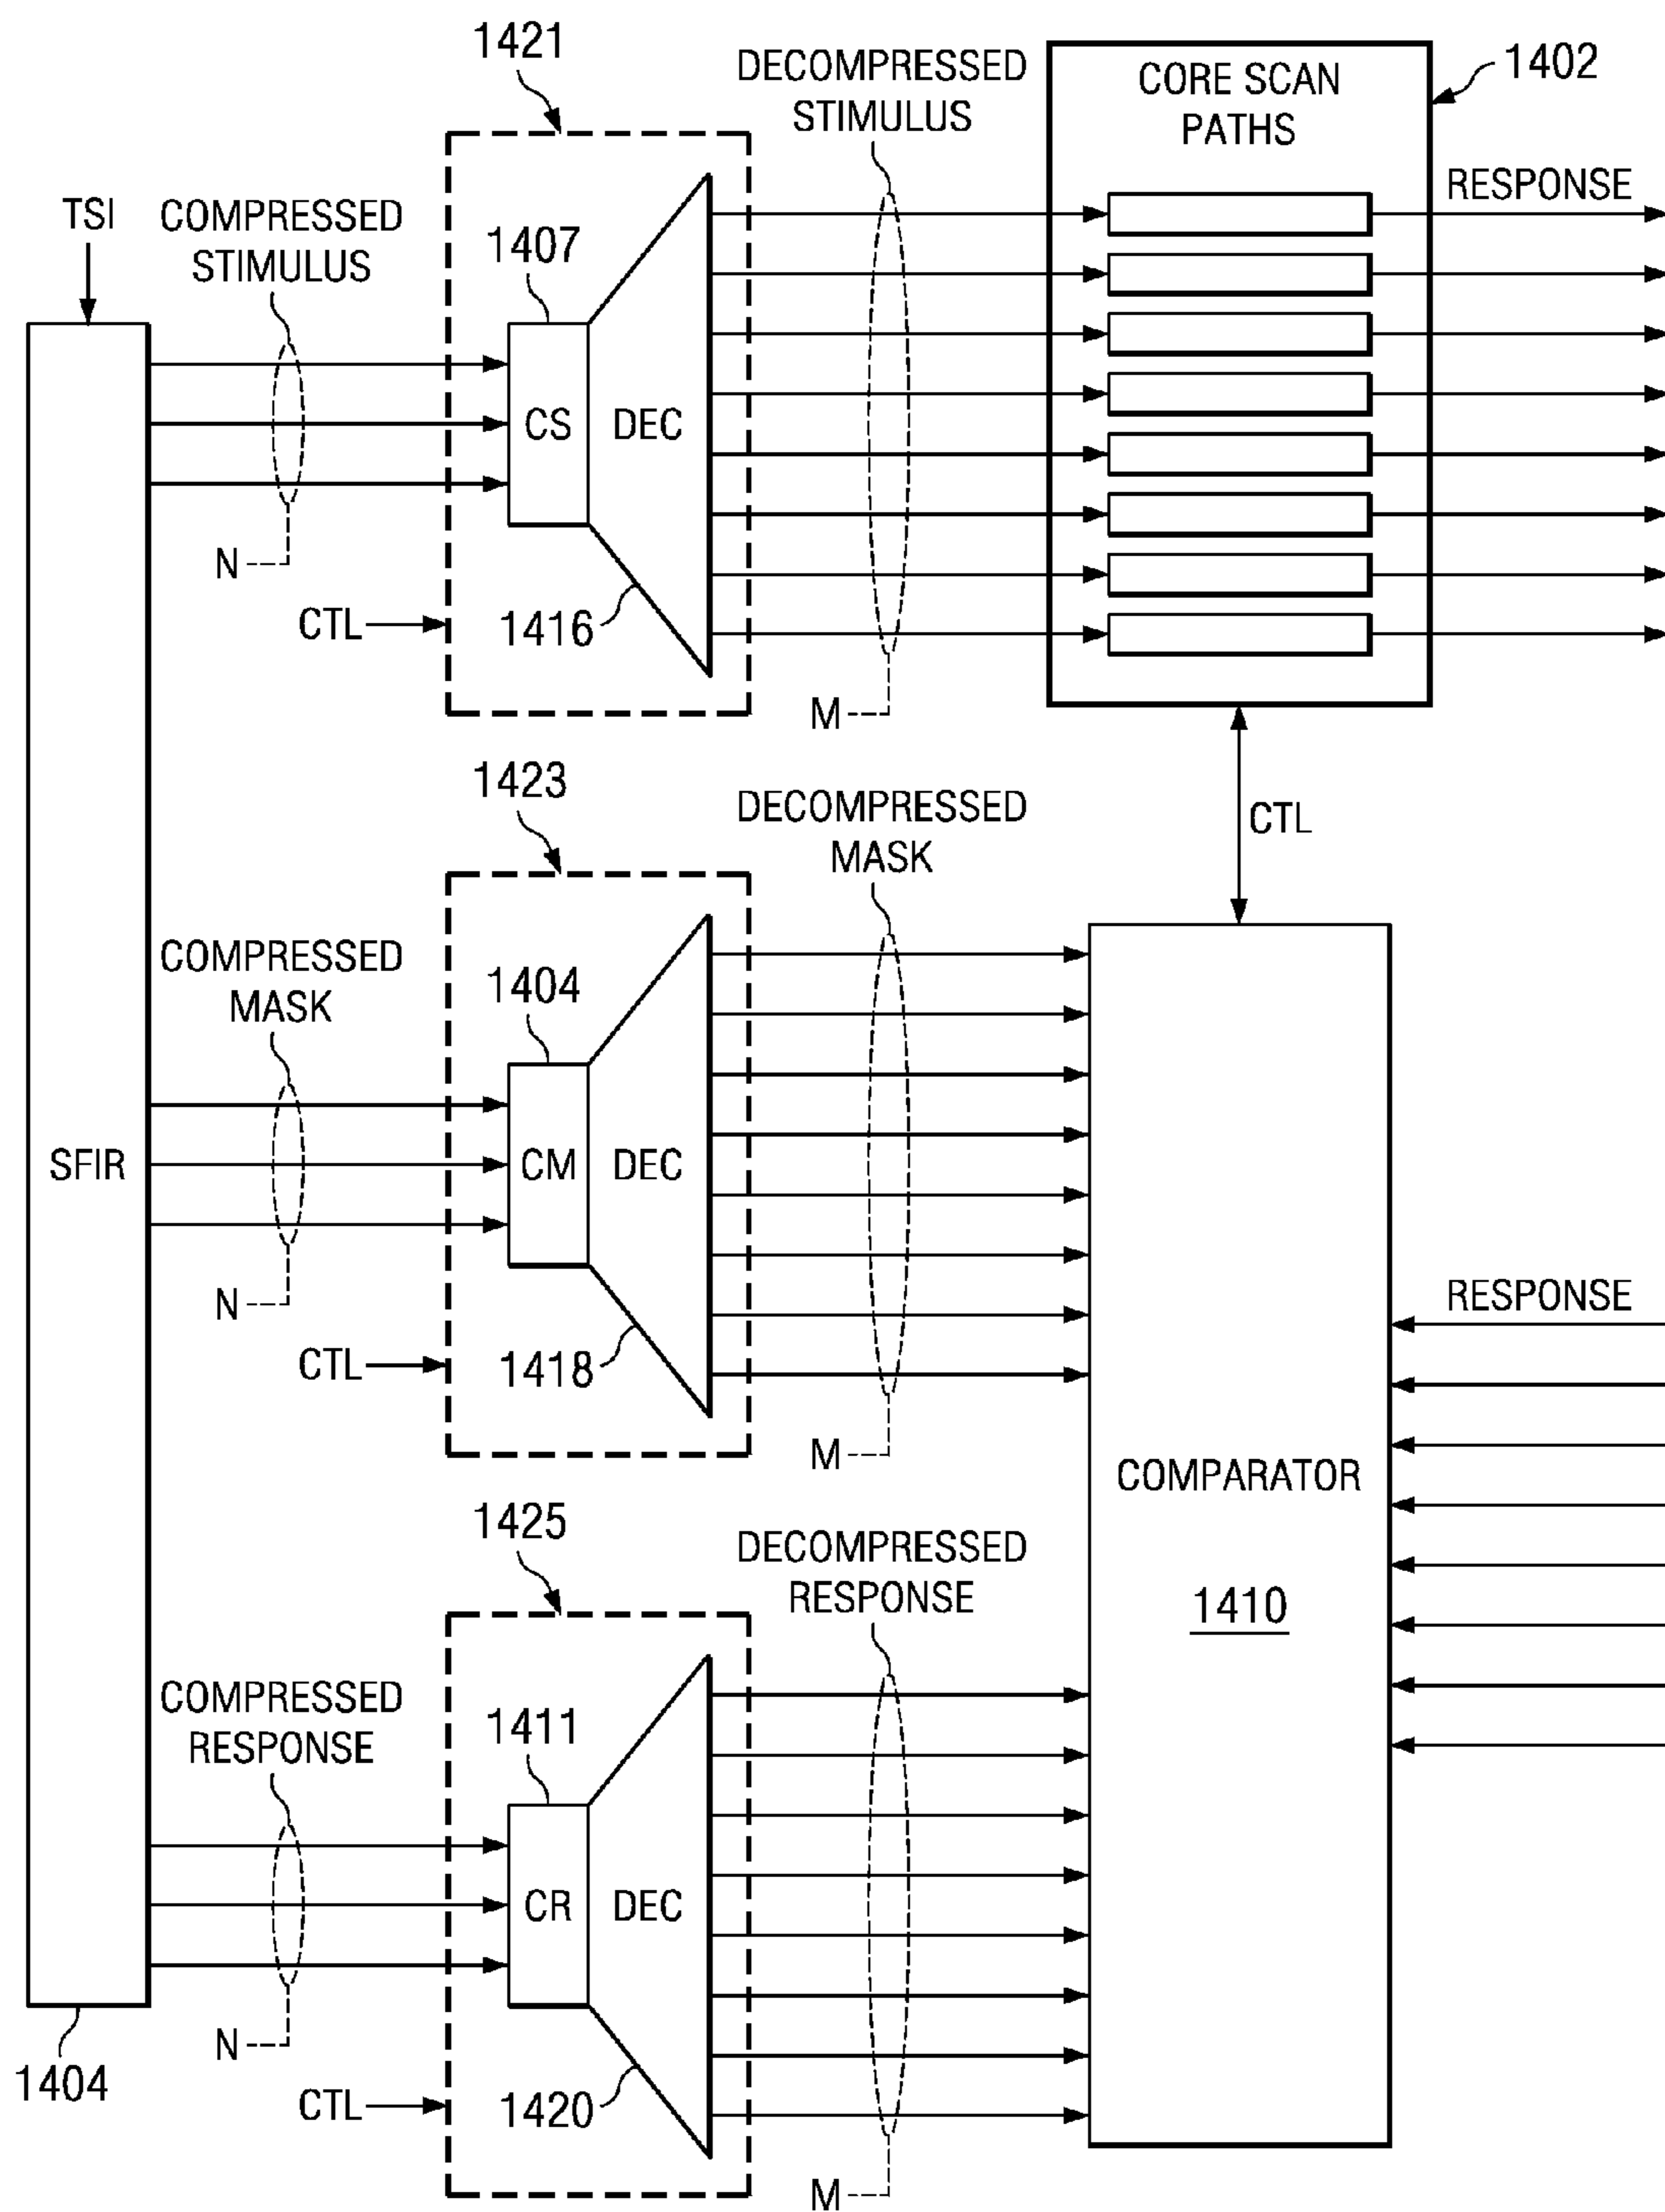 1421
DECOMPRESSED
STIMULUS
CORE SCAN
PATHS
1402
TSI
COMPRESSED
STIMULUS
1407
RESPONSE
CS
DEC
N
CTL
1416
M
1423
DECOMPRESSED
MASK
CTL
COMPRESSED
MASK
1404
SFIR
CM
DEC
N
CTL
1418
M
RESPONSE
COMPARATOR
1410
1425
DECOMPRESSED
RESPONSE
COMPRESSED
RESPONSE
1411
CR
DEC
N
1404
CTL
1420
M